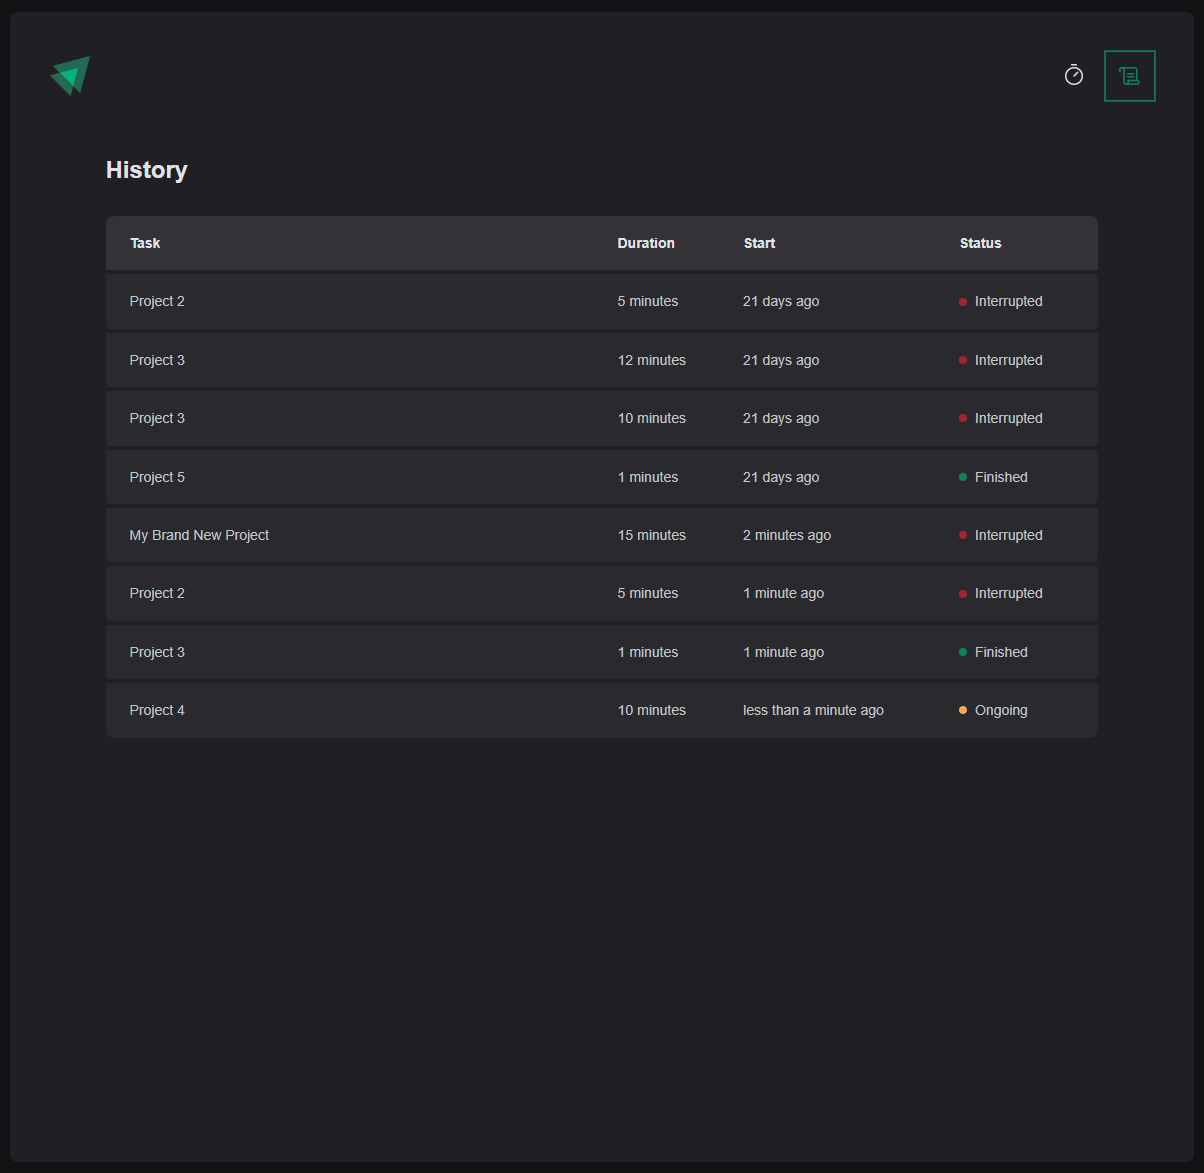 History
Task Duration Start Status
Project 2 5 minutes 21 days ago Interrupted
Project 3 12 minutes 21 days ago Interrupted
Project 3 10 minutes 21 days ago Interrupted
Project 5 1 minutes 21 days ago Finished
My Brand New Project 15 minutes 2 minutes ago Interrupted
Project 2 5 minutes 1 minute ago Interrupted
Project 3 1 minutes 1 minute ago Finished
Project 4 10 minutes less than a minute ago Ongoing